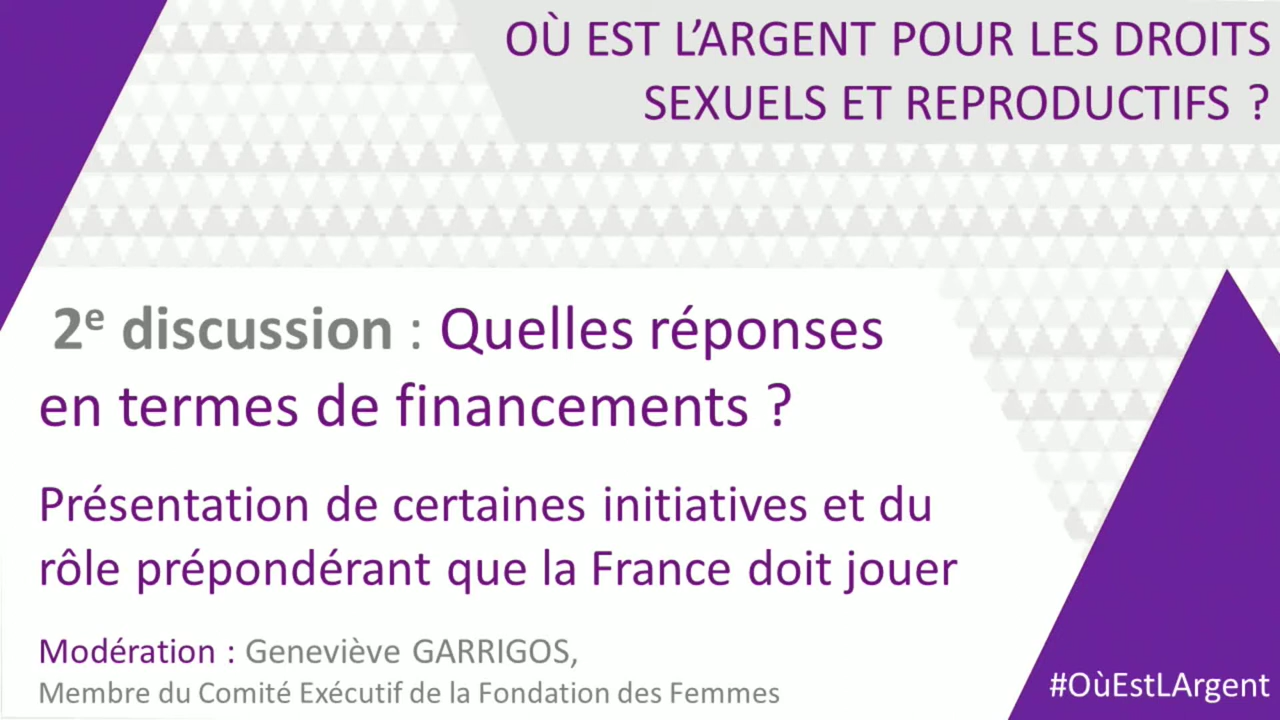 OÙ EST L’ARGENT POUR LES DROITS
SEXUELS ET REPRODUCTIFS ?
2e discussion : Quelles réponses
en termes de financements ?
Présentation de certaines initiatives et du
rôle prépondérant que la France doit jouer
Modération : Geneviève GARRIGOS,
Membre du Comité Exécutif de la Fondation des Femmes
#OùEstLArgent